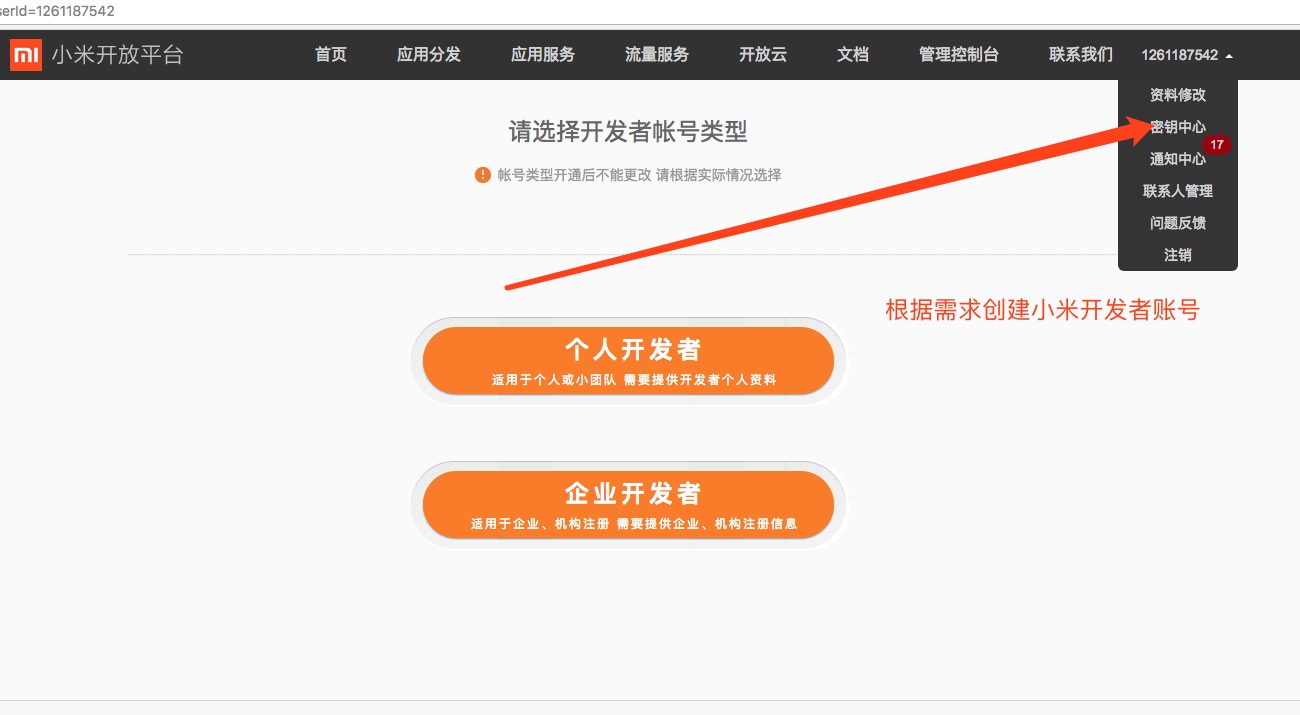 serId=1261187542
小米开放平台 首页 应用分发 应用服务 流量服务 开放云 文档 管理控制台 联系我们 1261187542
资料修改
密钥中心
17
通知中心
联系人管理
问题反馈
注销
请选择开发者帐号类型
帐号类型开通后不能更改 请根据实际情况选择
根据需求创建小米开发者账号
个人开发者
适用于个人或小团队 需要提供开发者个人资料
企业开发者
适用于企业、机构注册 需要提供企业、机构注册信息